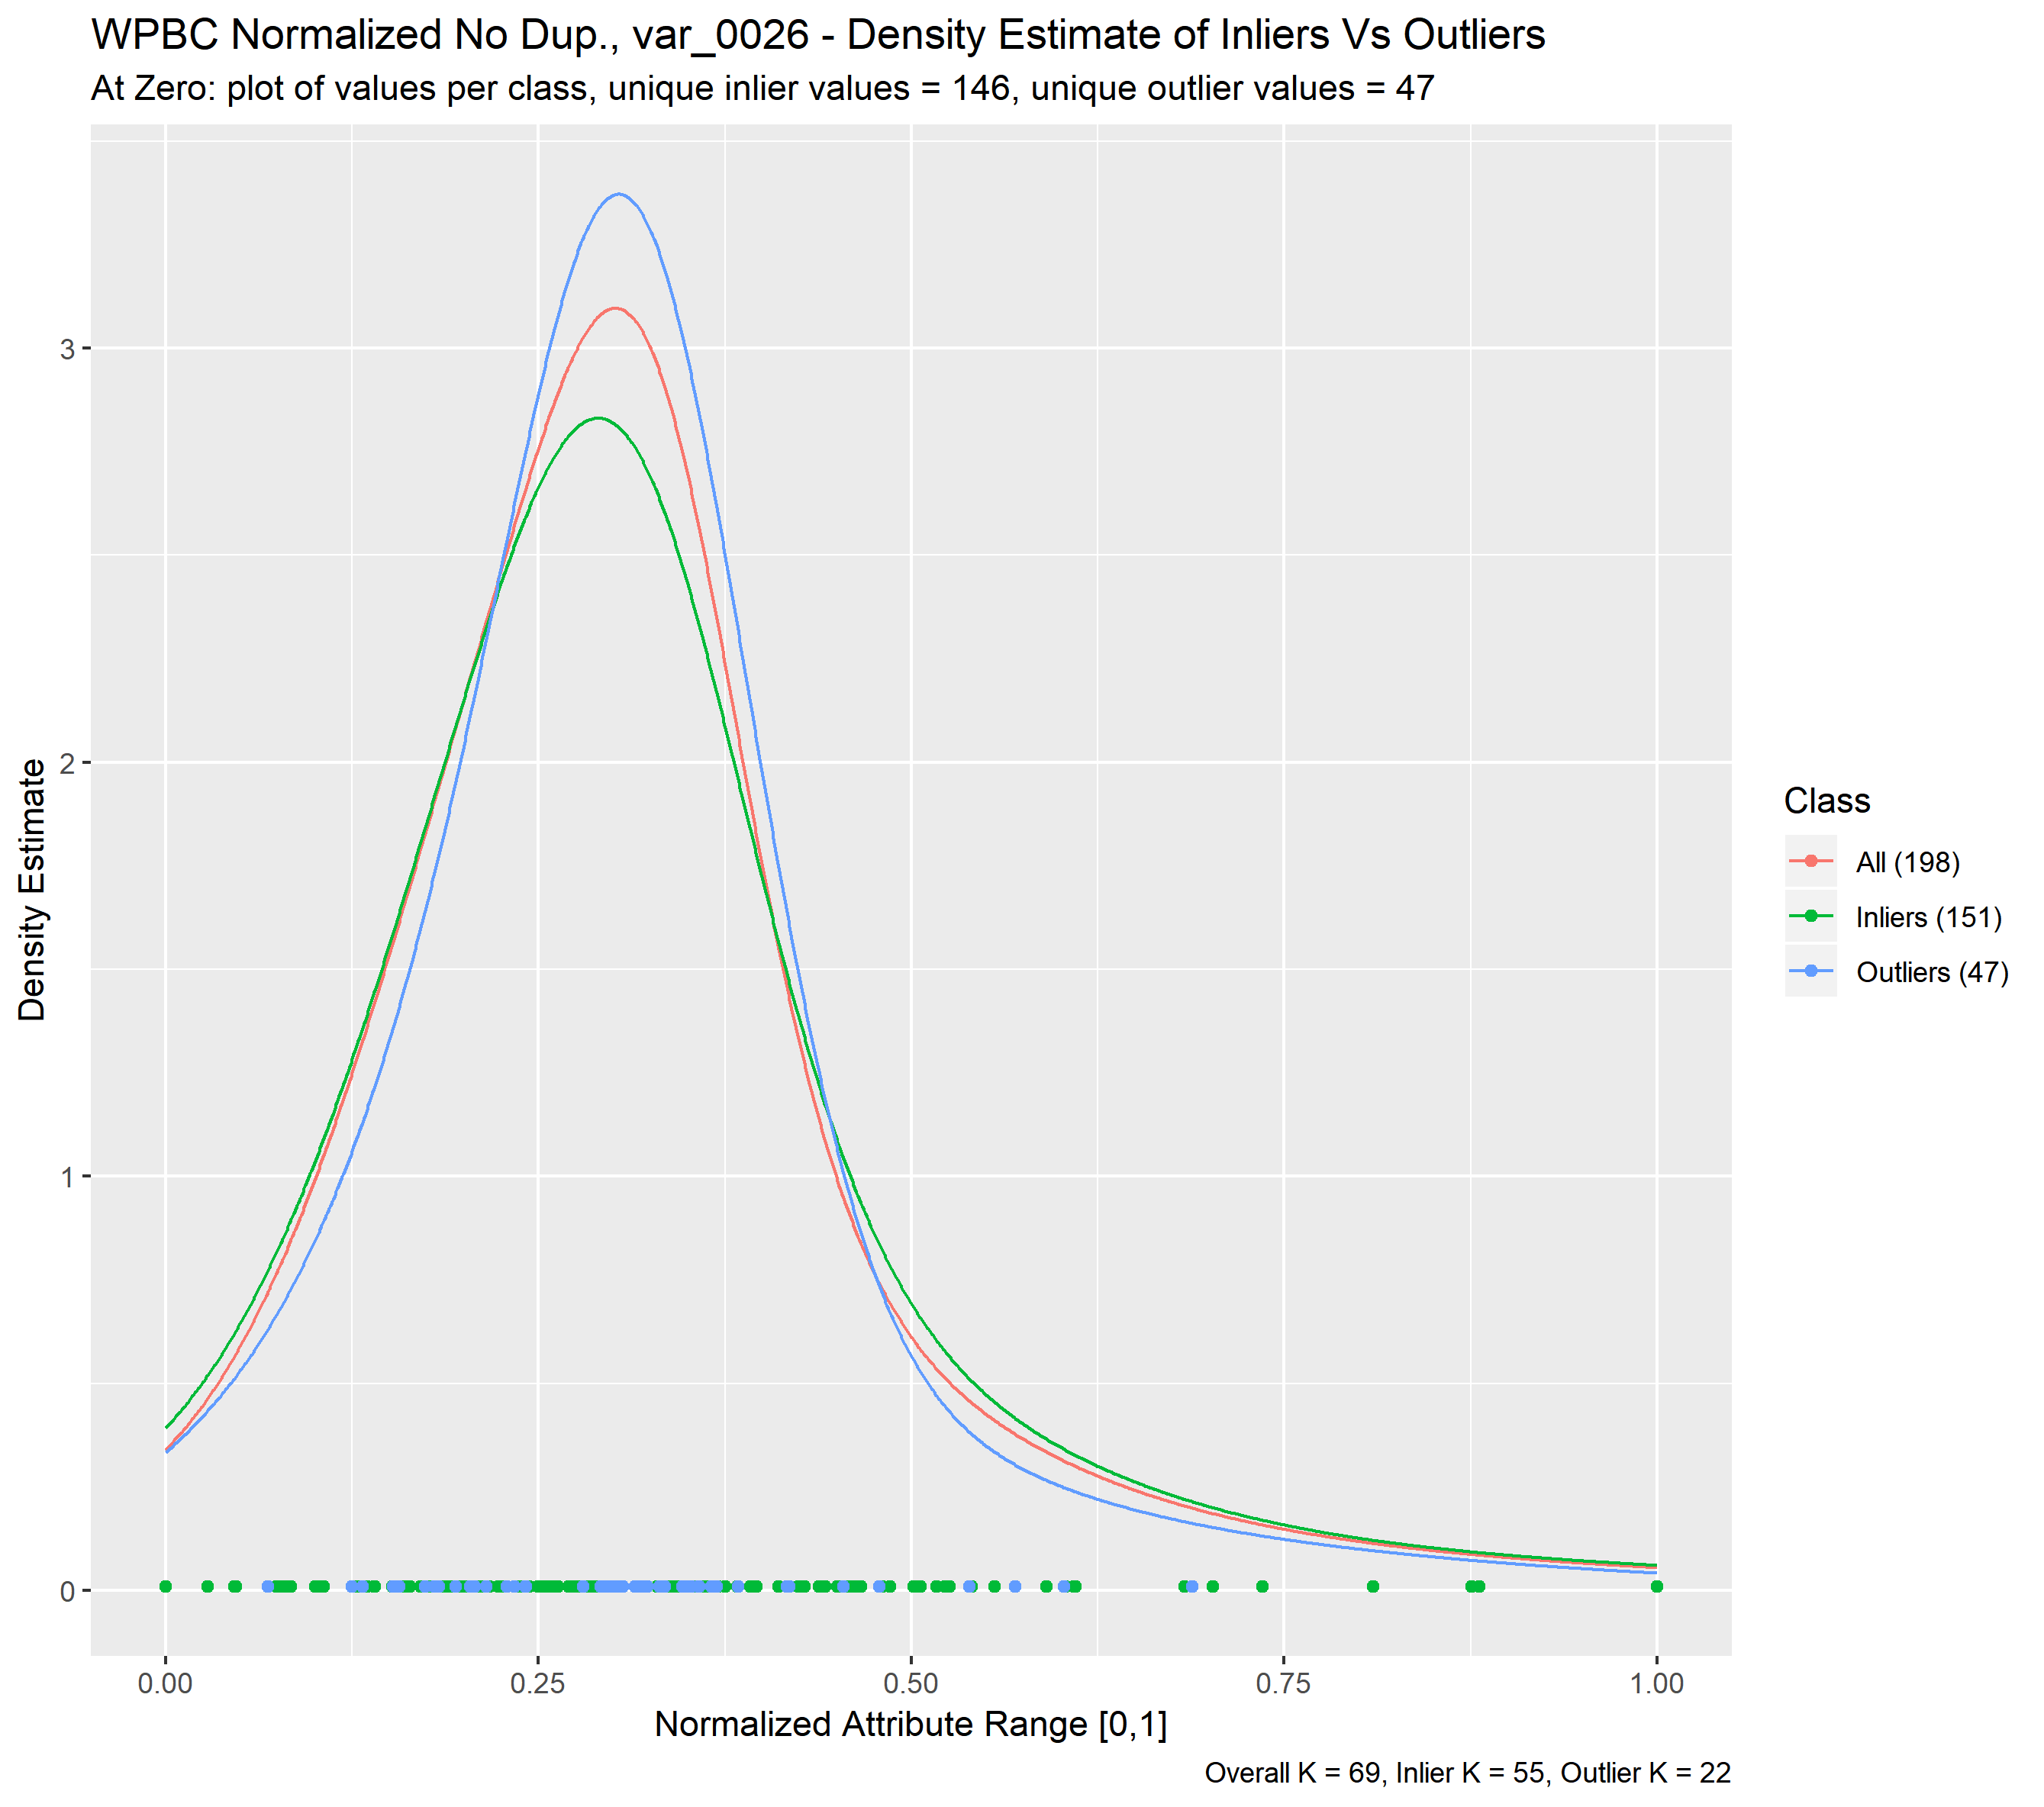 WPBC Normalized No Dup., var_0026 - Density Estimate of Inliers Vs Outliers
At Zero: plot of values per class, unique inlier values = 146, unique outlier values = 47
Density Estimate
3
2
1
0
0.00
0.25
0.50
0.75
1.00
Normalized Attribute Range [0,1]
Class
All (198)
Inliers (151)
Outliers (47)
Overall K = 69, Inlier K = 55, Outlier K = 22